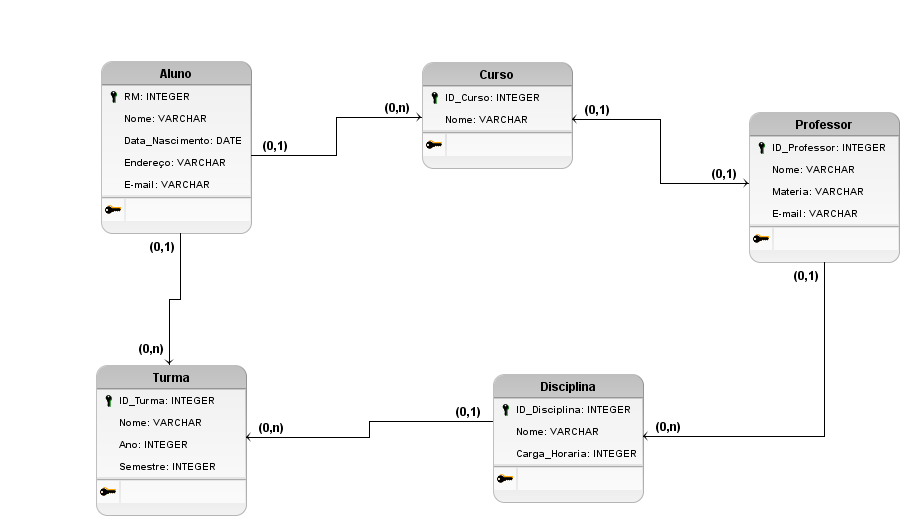 Aluno
RM: INTEGER
Nome: VARCHAR
Data_Nascimento: DATE
Endereço: VARCHAR
E-mail: VARCHAR
(0,1)
(0,n)
Curso
ID_Curso: INTEGER
Nome: VARCHAR
(0,1)
(0,1)
Professor
ID_Professor: INTEGER
Nome: VARCHAR
Materia: VARCHAR
E-mail: VARCHAR
(0,1)
(0,n)
Turma
ID_Turma: INTEGER
Nome: VARCHAR
Ano: INTEGER
Semestre: INTEGER
(0,n)
(0,1)
Disciplina
ID_Disciplina: INTEGER
Nome: VARCHAR
Carga_Horaria: INTEGER
(0,n)
(0,1)